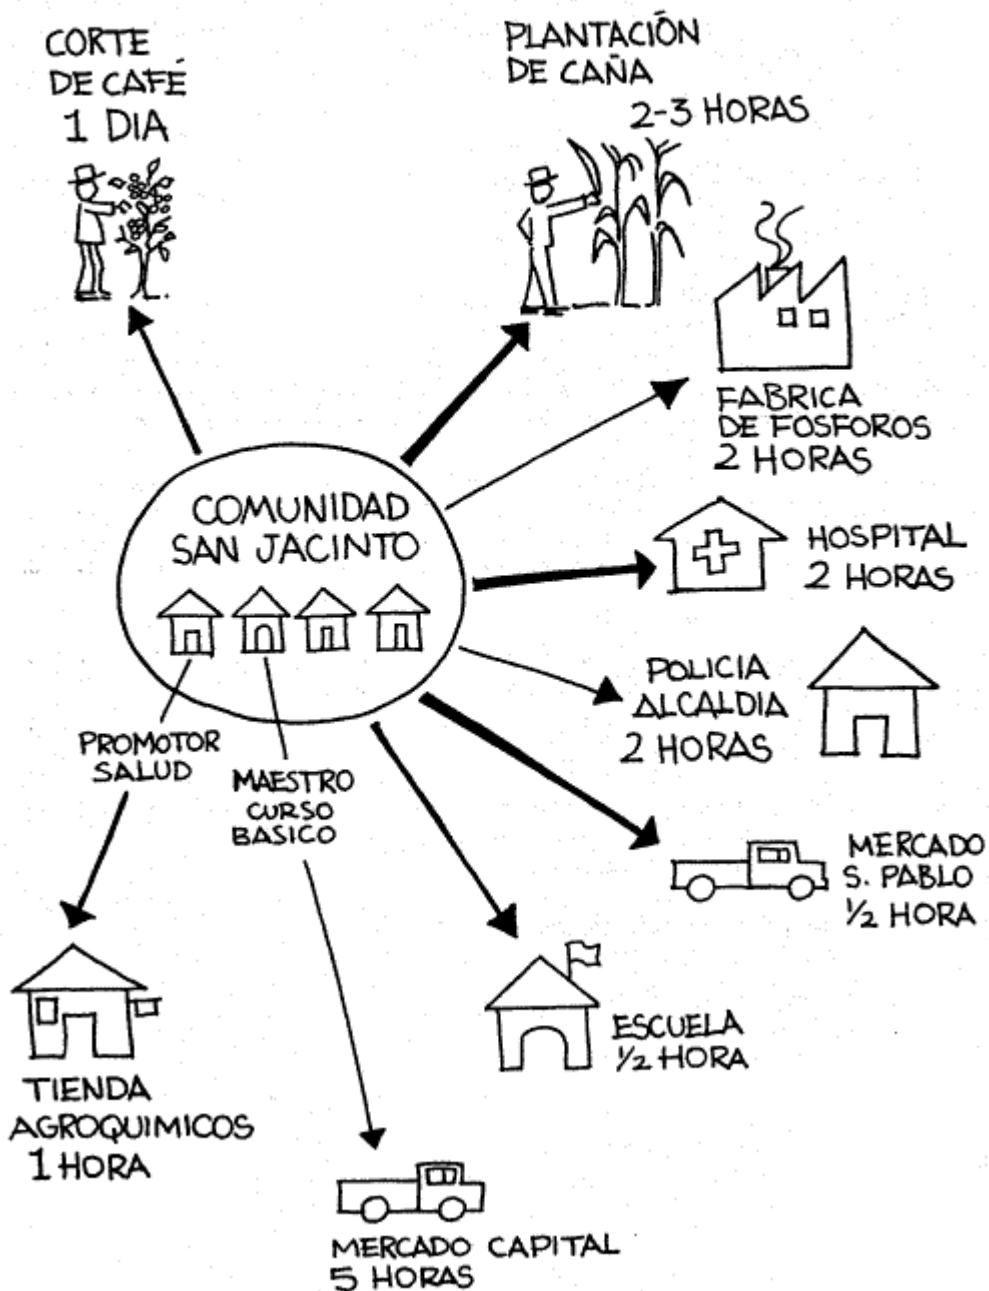 CORTE
DE CAFÉ
1 DIA
PLANTACIÓN
DE CAÑA
2-3 HORAS
FABRICA
DE FOSFOROS
2 HORAS
COMUNIDAD
SAN JACINTO
HOSPITAL
2 HORAS
POLICIA
ALCALDIA
2 HORAS
PROMOTOR
SALUD
MAESTRO
CURSO
BASICO
MERCADO
S. PABLO
1/2 HORA
ESCUELA
1/2 HORA
TIENDA
AGROQUIMICOS
1 HORA
MERCADO CAPITAL
5 HORAS